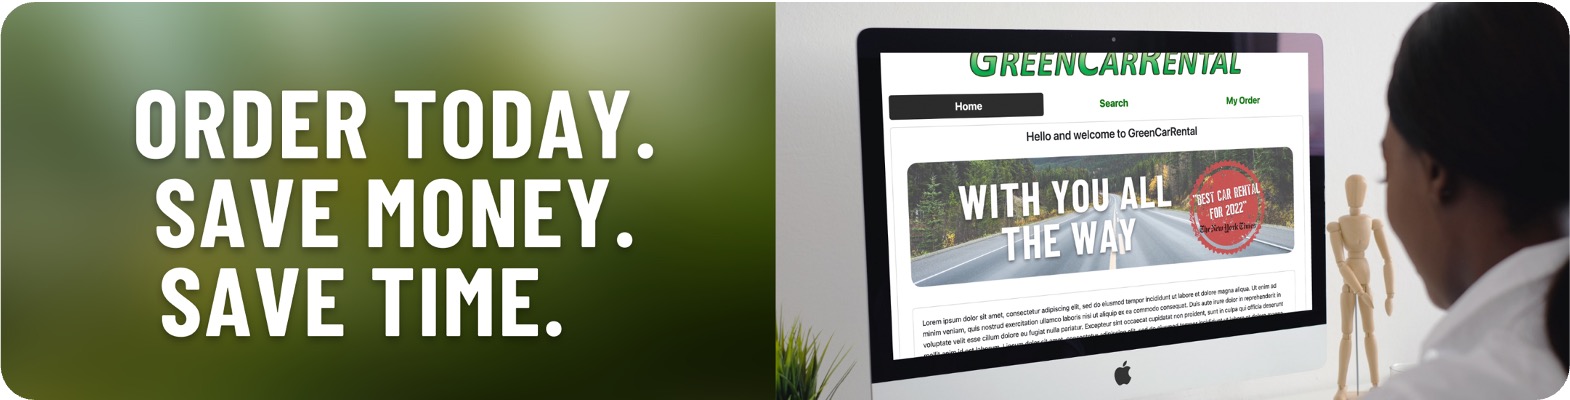 ORDER TODAY.
SAVE MONEY.
SAVE TIME.
GREENCARRENTAL
Home
Search
My Order
Hello and welcome to GreenCarRental
WITH YOU ALL
THE WAY
"BEST CAR RENTAL
FOR 2022"
The New York Times
Lorem ipsum dolor sit amet, consectetur adipiscing elit, sed do eiusmod tempor incididunt ut labore et dolore magna aliqua. Ut enim ad
minim veniam, quis nostrud exercitation ullamco laboris nisi ut aliquip ex ea commodo consequat. Duis aute irure dolor in reprehenderit in
voluptate velit esse cillum dolore eu fugiat nulla pariatur. Excepteur sint occaecat cupidatat non proident, sunt in culpa qui officia deserunt